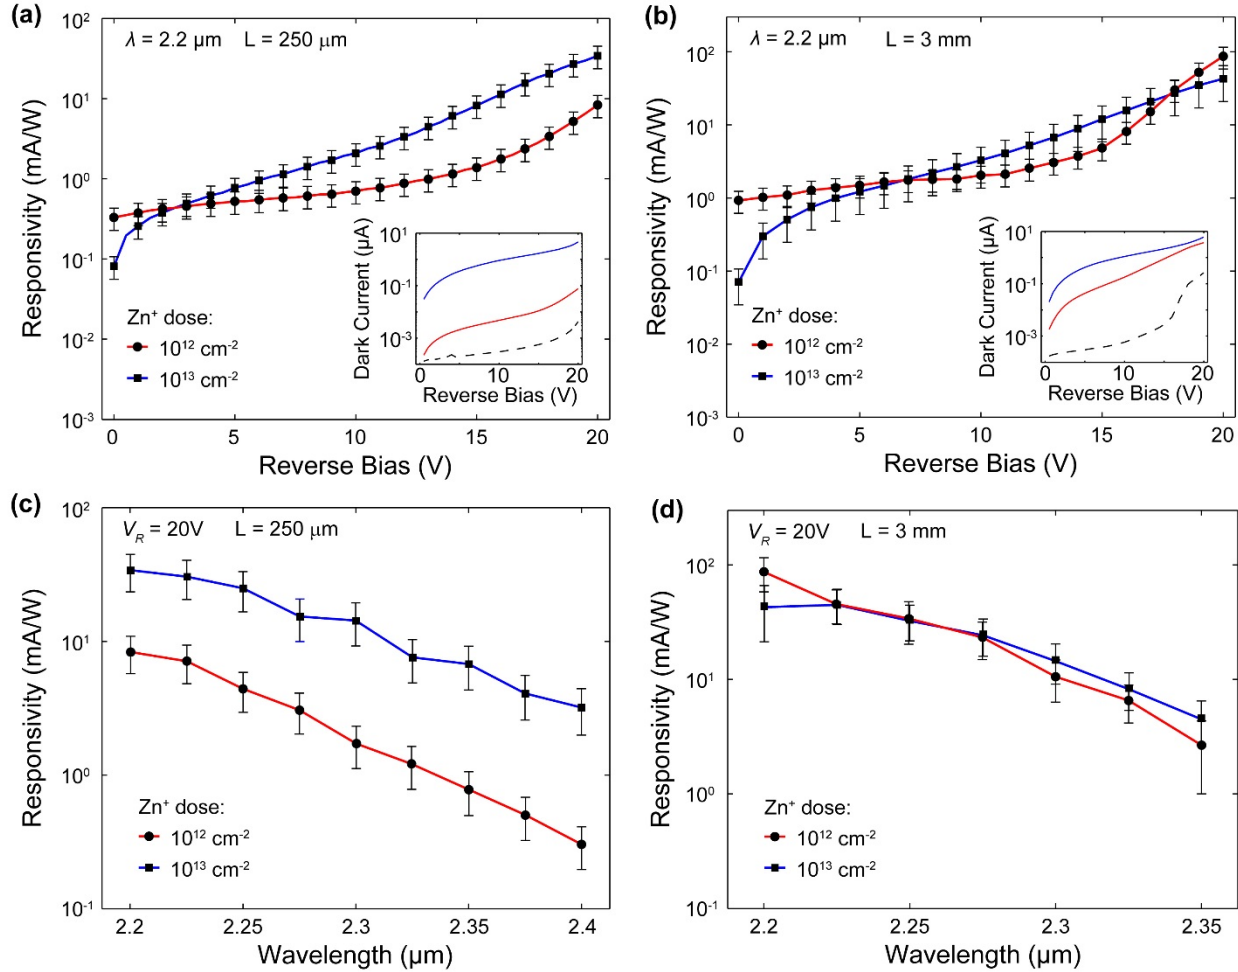 (a)
λ = 2.2 µm L = 250 µm
Responsivity (mA/W)
10²
10¹
10⁰
10⁻¹
10⁻²
10⁻³
Zn⁺ dose:
10¹² cm⁻²
10¹³ cm⁻²
Dark Current (µA)
10¹
10⁻¹
10⁻³
0 10 20
Reverse Bias (V)
0 5 10 15 20
Reverse Bias (V)
(b)
λ = 2.2 µm L = 3 mm
Responsivity (mA/W)
10²
10¹
10⁰
10⁻¹
10⁻²
10⁻³
Zn⁺ dose:
10¹² cm⁻²
10¹³ cm⁻²
Dark Current (µA)
10¹
10⁻¹
10⁻³
0 10 20
Reverse Bias (V)
0 5 10 15 20
Reverse Bias (V)
(c)
V_R = 20V L = 250 µm
Responsivity (mA/W)
10²
10¹
10⁰
10⁻¹
Zn⁺ dose:
10¹² cm⁻²
10¹³ cm⁻²
2.2 2.25 2.3 2.35 2.4
Wavelength (µm)
(d)
V_R = 20V L = 3 mm
Responsivity (mA/W)
10²
10¹
10⁰
10⁻¹
Zn⁺ dose:
10¹² cm⁻²
10¹³ cm⁻²
2.2 2.25 2.3 2.35
Wavelength (µm)